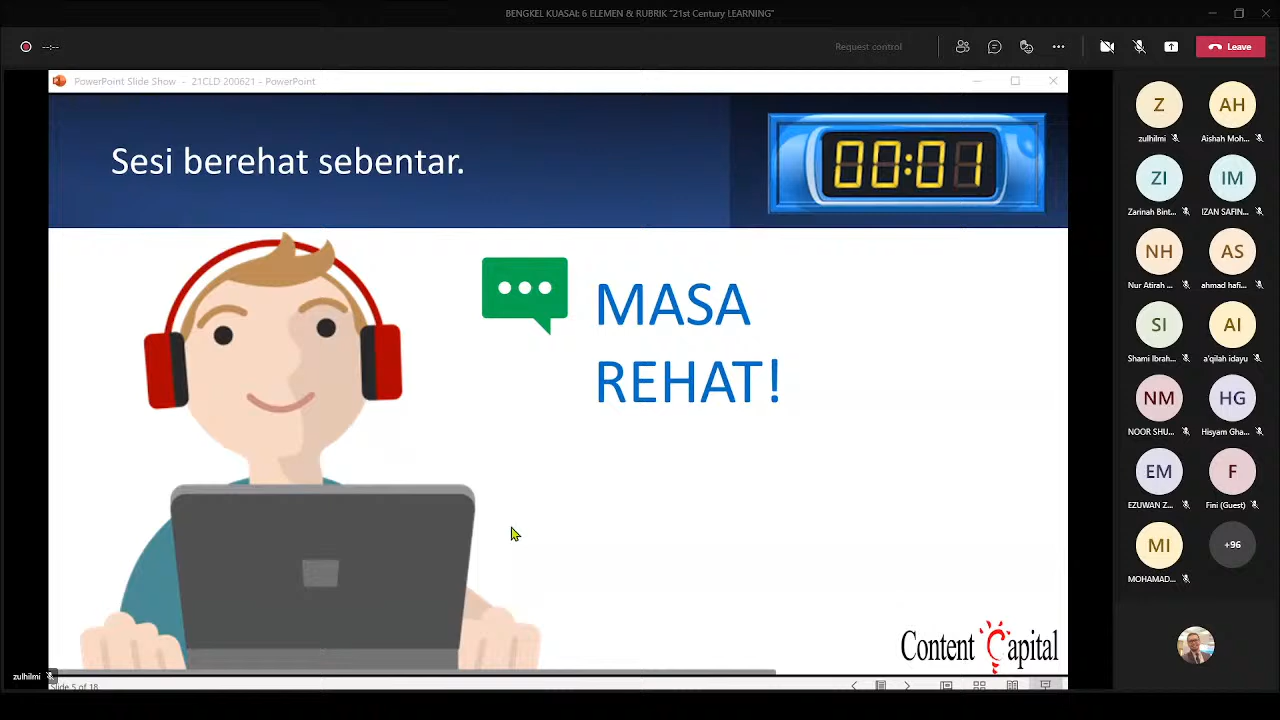 BENGKEL KUASAI: 6 ELEMEN & RUBRIK "21st Century LEARNING"
--:--
Request control
Leave
PowerPoint Slide Show - 21CLD 200621 - PowerPoint
Sesi berehat sebentar.
00:01
MASA
REHAT!
Content Capital
Slide 5 of 18
zulhilmi
Z
zulhilmi
AH
Aishah Moh...
ZI
Zarinah Bint...
IM
IZAN SAFIN...
NH
Nur Atirah ...
AS
ahmad hafi...
SI
Shami Ibrah...
AI
a'qilah idayu
NM
NOOR SHU...
HG
Hisyam Gha...
EM
EZUWAN Z...
F
Fini (Guest)
MI
MOHAMAD...
+96